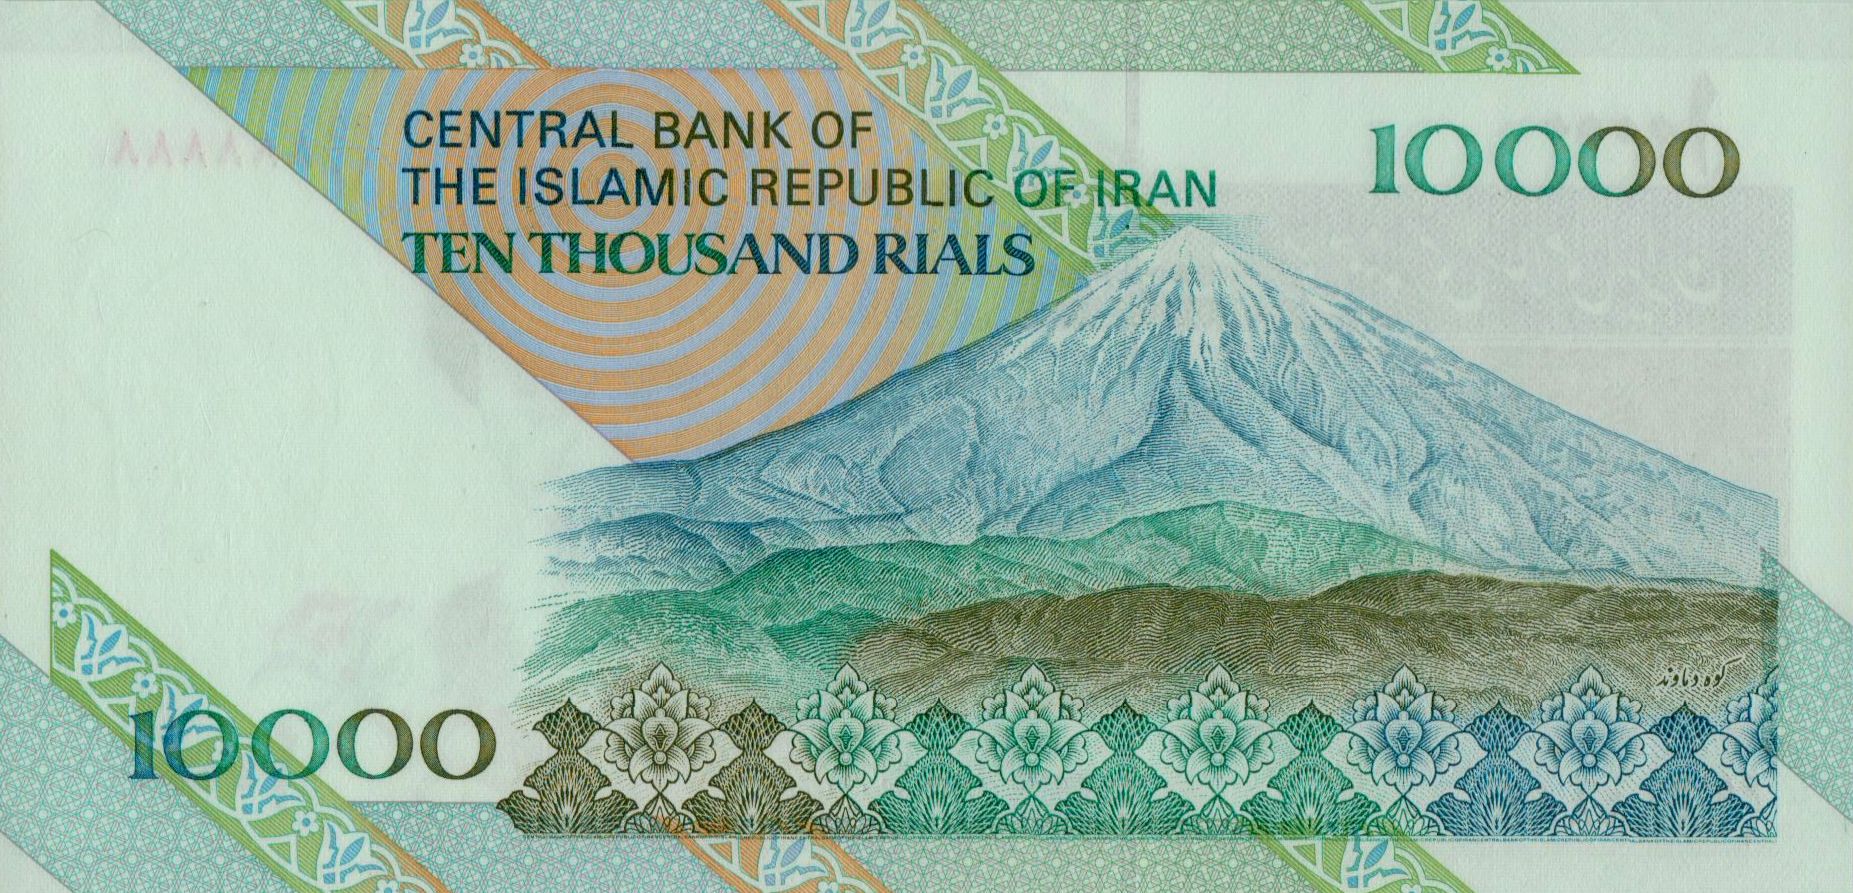 CENTRAL BANK OF
THE ISLAMIC REPUBLIC OF IRAN
TEN THOUSAND RIALS
10000
کوه دماوند
10000